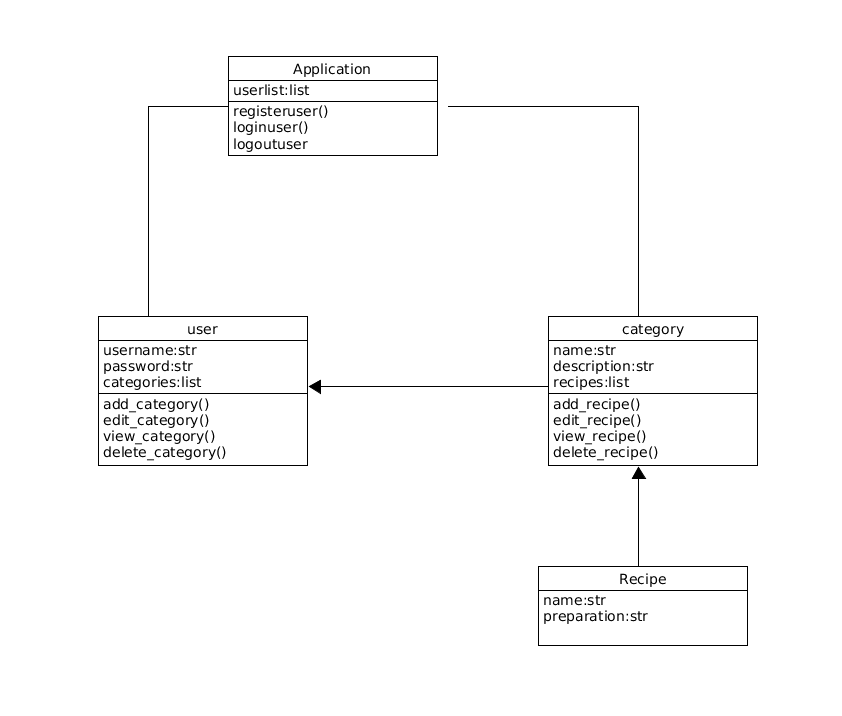 Application
userlist:list
registeruser()
loginuser()
logoutuser
user
username:str
password:str
categories:list
add_category()
edit_category()
view_category()
delete_category()
category
name:str
description:str
recipes:list
add_recipe()
edit_recipe()
view_recipe()
delete_recipe()
Recipe
name:str
preparation:str